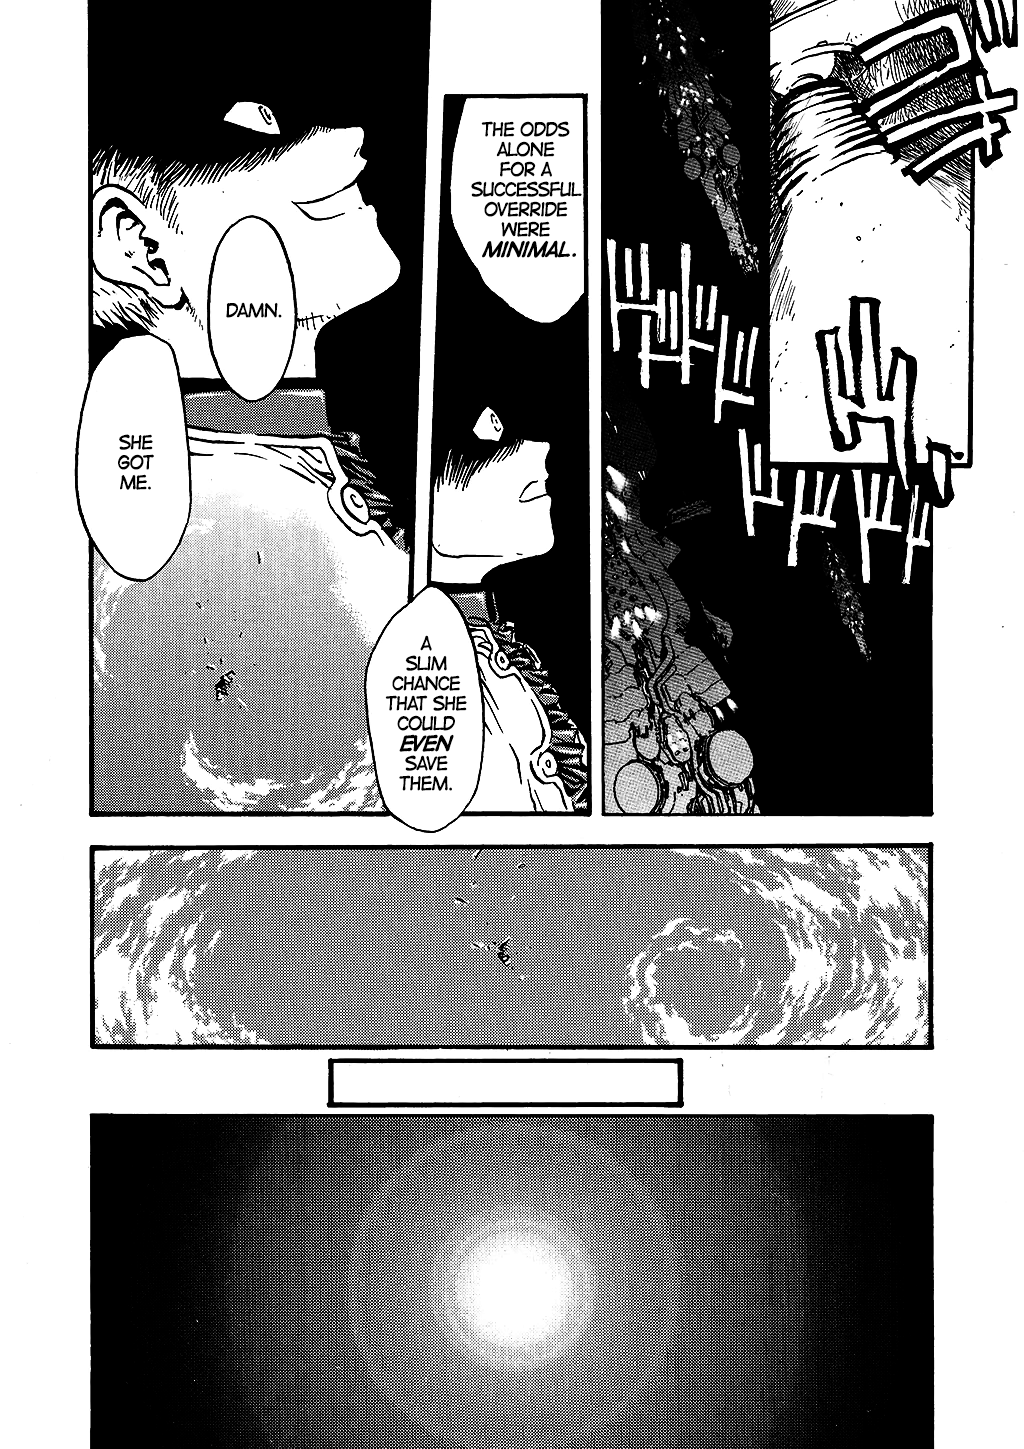 THE ODDS
ALONE
FOR A
SUCCESSFUL
OVERRIDE
WERE
MINIMAL.
A
SLIM
CHANCE
THAT SHE
COULD
EVEN
SAVE
THEM.
DAMN.
SHE
GOT
ME.